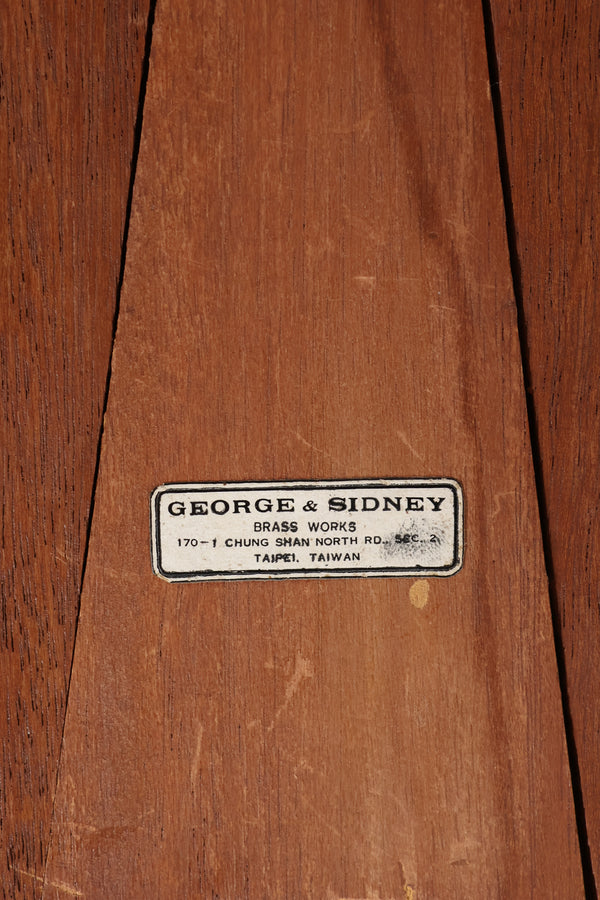 GEORGE & SIDNEY
BRASS WORKS
170-1 CHUNG SHAN NORTH RD., SEC. 2,
TAIPEI, TAIWAN